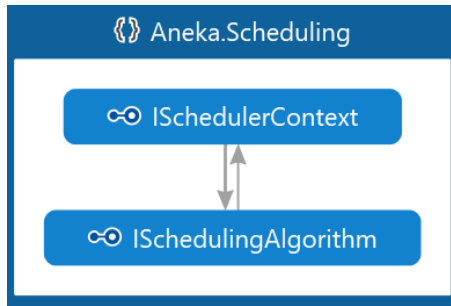 Aneka.Scheduling
ISchedulerContext
ISchedulingAlgorithm